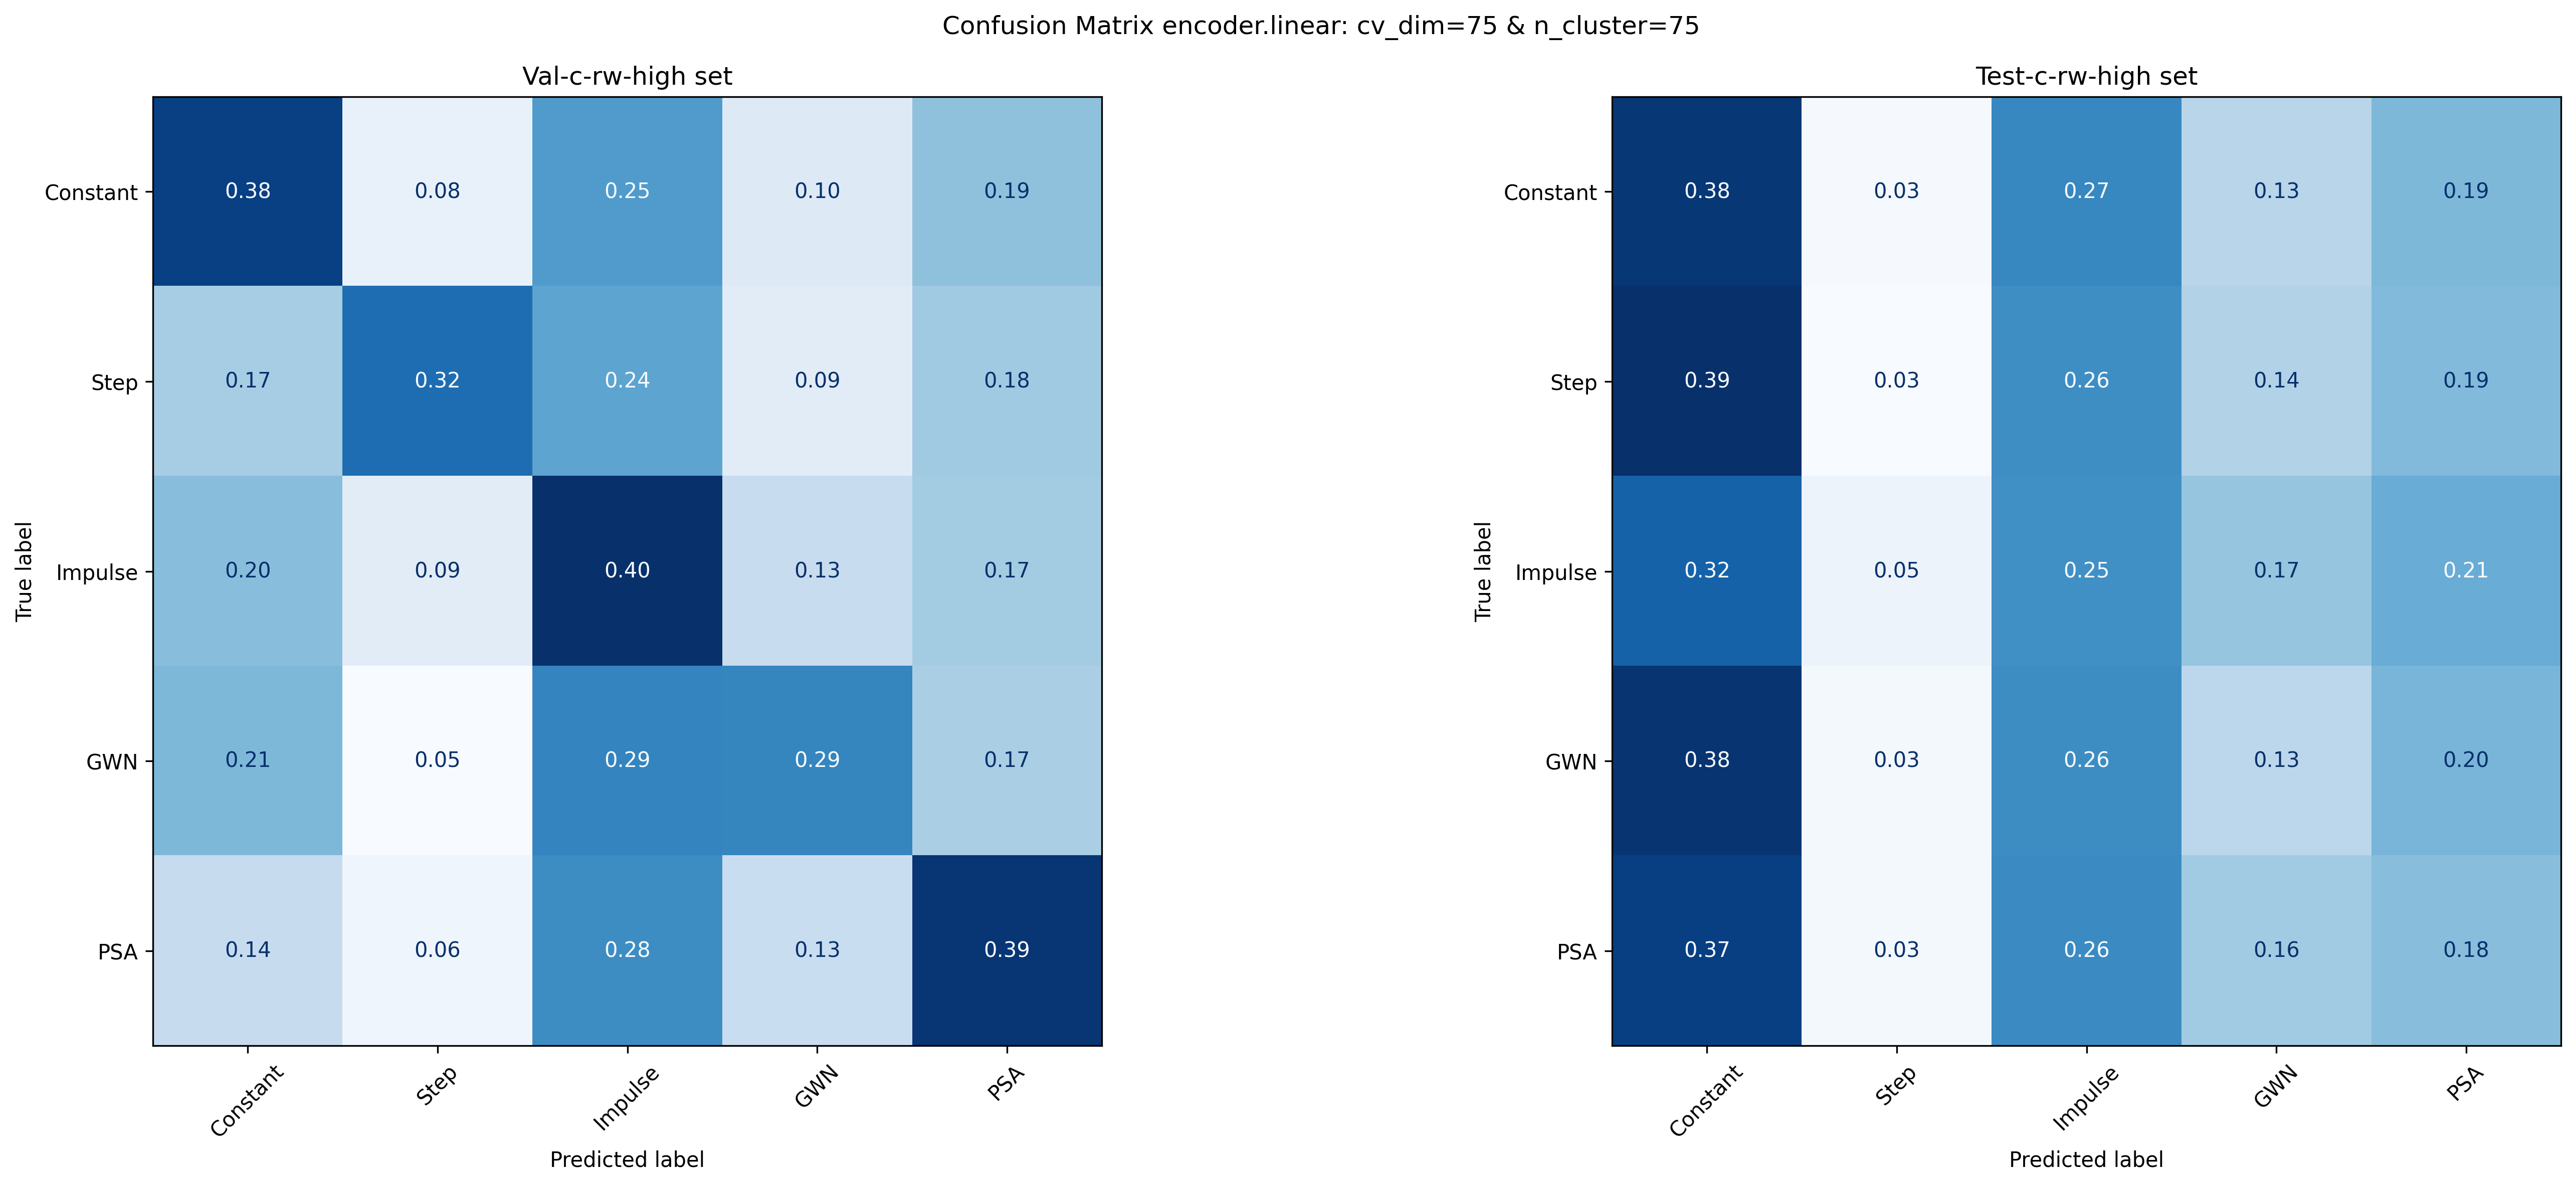 Confusion Matrix encoder.linear: cv_dim=75 & n_cluster=75
Val-c-rw-high set
True label
Constant 0.38 0.08 0.25 0.10 0.19
Step 0.17 0.32 0.24 0.09 0.18
Impulse 0.20 0.09 0.40 0.13 0.17
GWN 0.21 0.05 0.29 0.29 0.17
PSA 0.14 0.06 0.28 0.13 0.39
Constant Step Impulse GWN PSA
Predicted label
Test-c-rw-high set
True label
Constant 0.38 0.03 0.27 0.13 0.19
Step 0.39 0.03 0.26 0.14 0.19
Impulse 0.32 0.05 0.25 0.17 0.21
GWN 0.38 0.03 0.26 0.13 0.20
PSA 0.37 0.03 0.26 0.16 0.18
Constant Step Impulse GWN PSA
Predicted label